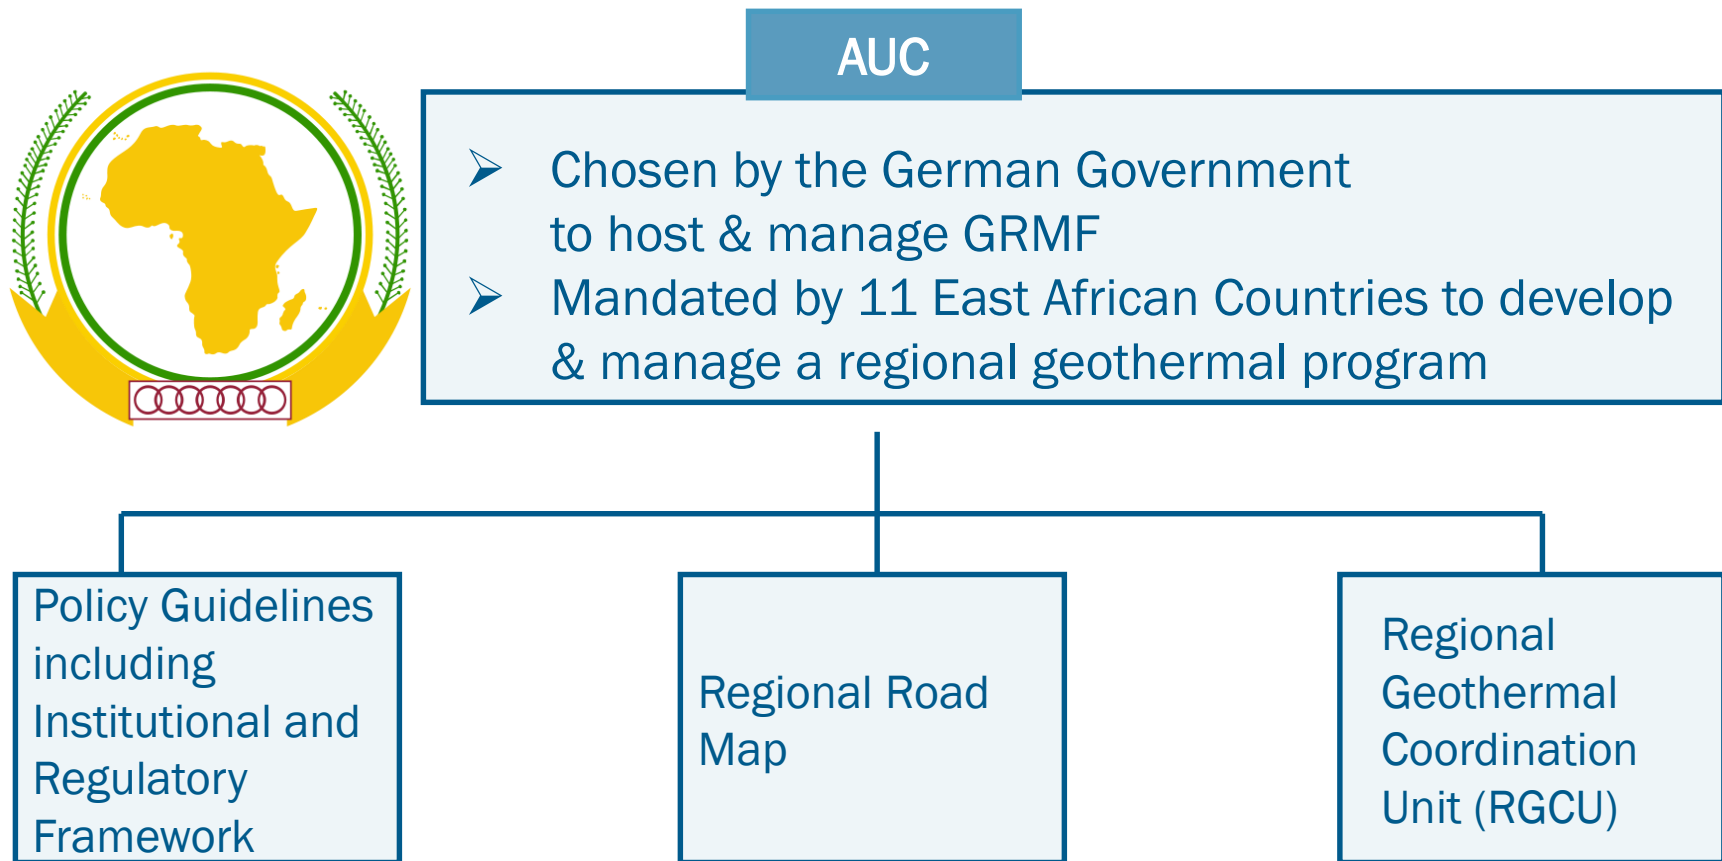 AUC
➢ Chosen by the German Government
to host & manage GRMF
➢ Mandated by 11 East African Countries to develop
& manage a regional geothermal program
Policy Guidelines
including
Institutional and
Regulatory
Framework
Regional Road
Map
Regional
Geothermal
Coordination
Unit (RGCU)